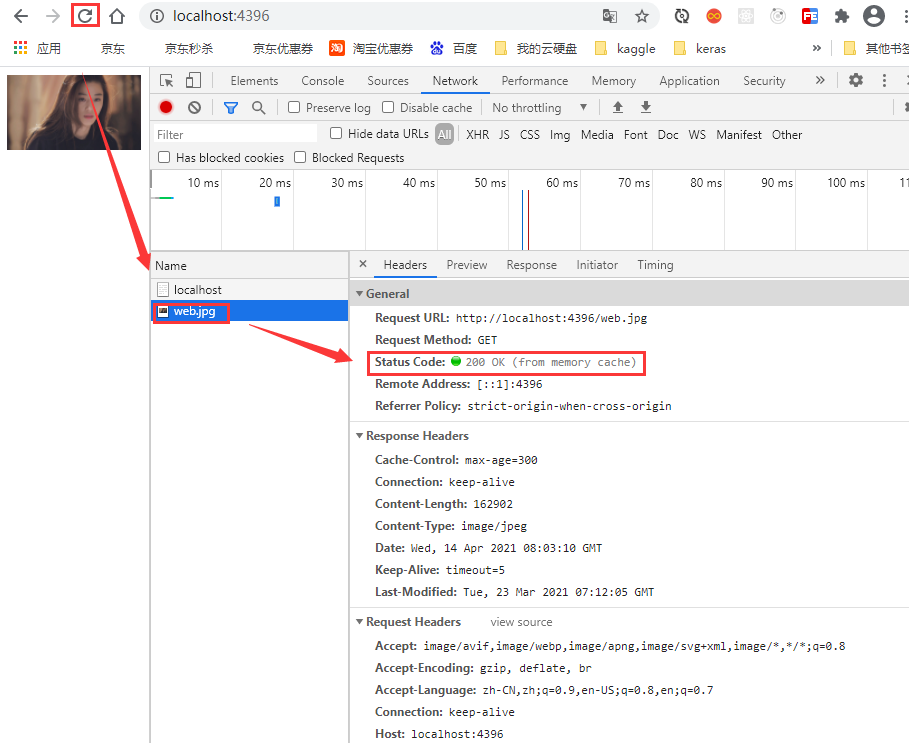 localhost:4396
应用 京东 京东秒杀 京东优惠券 淘 淘宝优惠券 百度 我的云硬盘 kaggle keras » 其他书签
Elements Console Sources Network Performance Memory Application Security »
Preserve log Disable cache No throttling
Filter Hide data URLs All XHR JS CSS Img Media Font Doc WS Manifest Other
Has blocked cookies Blocked Requests
10 ms 20 ms 30 ms 40 ms 50 ms 60 ms 70 ms 80 ms 90 ms 100 ms 11
Name
× Headers Preview Response Initiator Timing
localhost
web.jpg
General
Request URL: http://localhost:4396/web.jpg
Request Method: GET
Status Code: 200 OK (from memory cache)
Remote Address: [::1]:4396
Referrer Policy: strict-origin-when-cross-origin
Response Headers
Cache-Control: max-age=300
Connection: keep-alive
Content-Length: 162902
Content-Type: image/jpeg
Date: Wed, 14 Apr 2021 08:03:10 GMT
Keep-Alive: timeout=5
Last-Modified: Tue, 23 Mar 2021 07:12:05 GMT
Request Headers view source
Accept: image/avif,image/webp,image/apng,image/svg+xml,image/*,*/*;q=0.8
Accept-Encoding: gzip, deflate, br
Accept-Language: zh-CN,zh;q=0.9,en-US;q=0.8,en;q=0.7
Connection: keep-alive
Host: localhost:4396